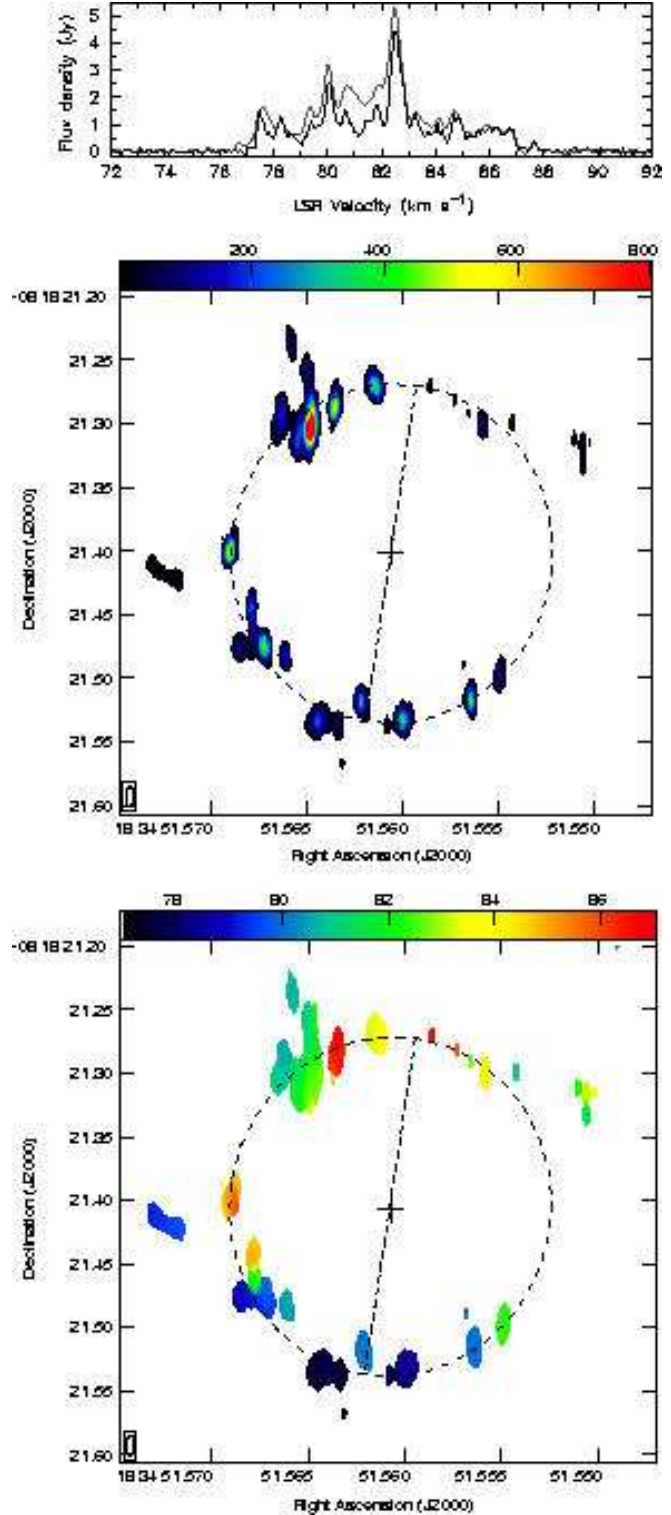 5
4
3
2
1
0
Flux density (Jy)
72 74 76 78 80 82 84 86 88 90 92
LSR Velocity (km s⁻¹)
200 400 600 800
-08 18 21.20
21.25
21.30
21.35
21.40
21.45
21.50
21.55
21.60
Declination (J2000)
18 34 51.570 51.565 51.560 51.555 51.550
Right Ascension (J2000)
78 80 82 84 86
-08 18 21.20
21.25
21.30
21.35
21.40
21.45
21.50
21.55
21.60
Declination (J2000)
18 34 51.570 51.565 51.560 51.555 51.550
Right Ascension (J2000)